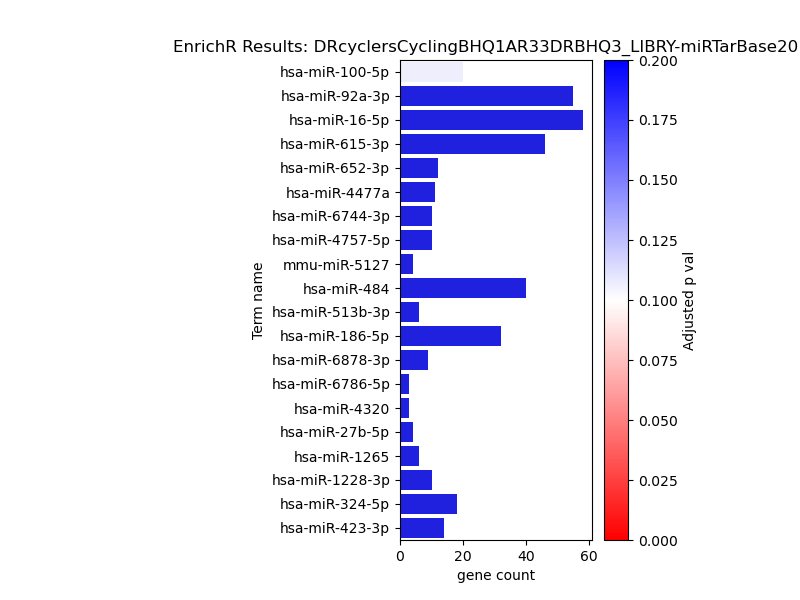 EnrichR Results: DRcyclersCyclingBHQ1AR33DRBHQ3_LIBRY-miRTarBase20
hsa-miR-100-5p
hsa-miR-92a-3p
hsa-miR-16-5p
hsa-miR-615-3p
hsa-miR-652-3p
hsa-miR-4477a
hsa-miR-6744-3p
hsa-miR-4757-5p
mmu-miR-5127
hsa-miR-484
hsa-miR-513b-3p
hsa-miR-186-5p
hsa-miR-6878-3p
hsa-miR-6786-5p
hsa-miR-4320
hsa-miR-27b-5p
hsa-miR-1265
hsa-miR-1228-3p
hsa-miR-324-5p
hsa-miR-423-3p
Term name
0 20 40 60
gene count
0.200
0.175
0.150
0.125
0.100
0.075
0.050
0.025
0.000
Adjusted p val